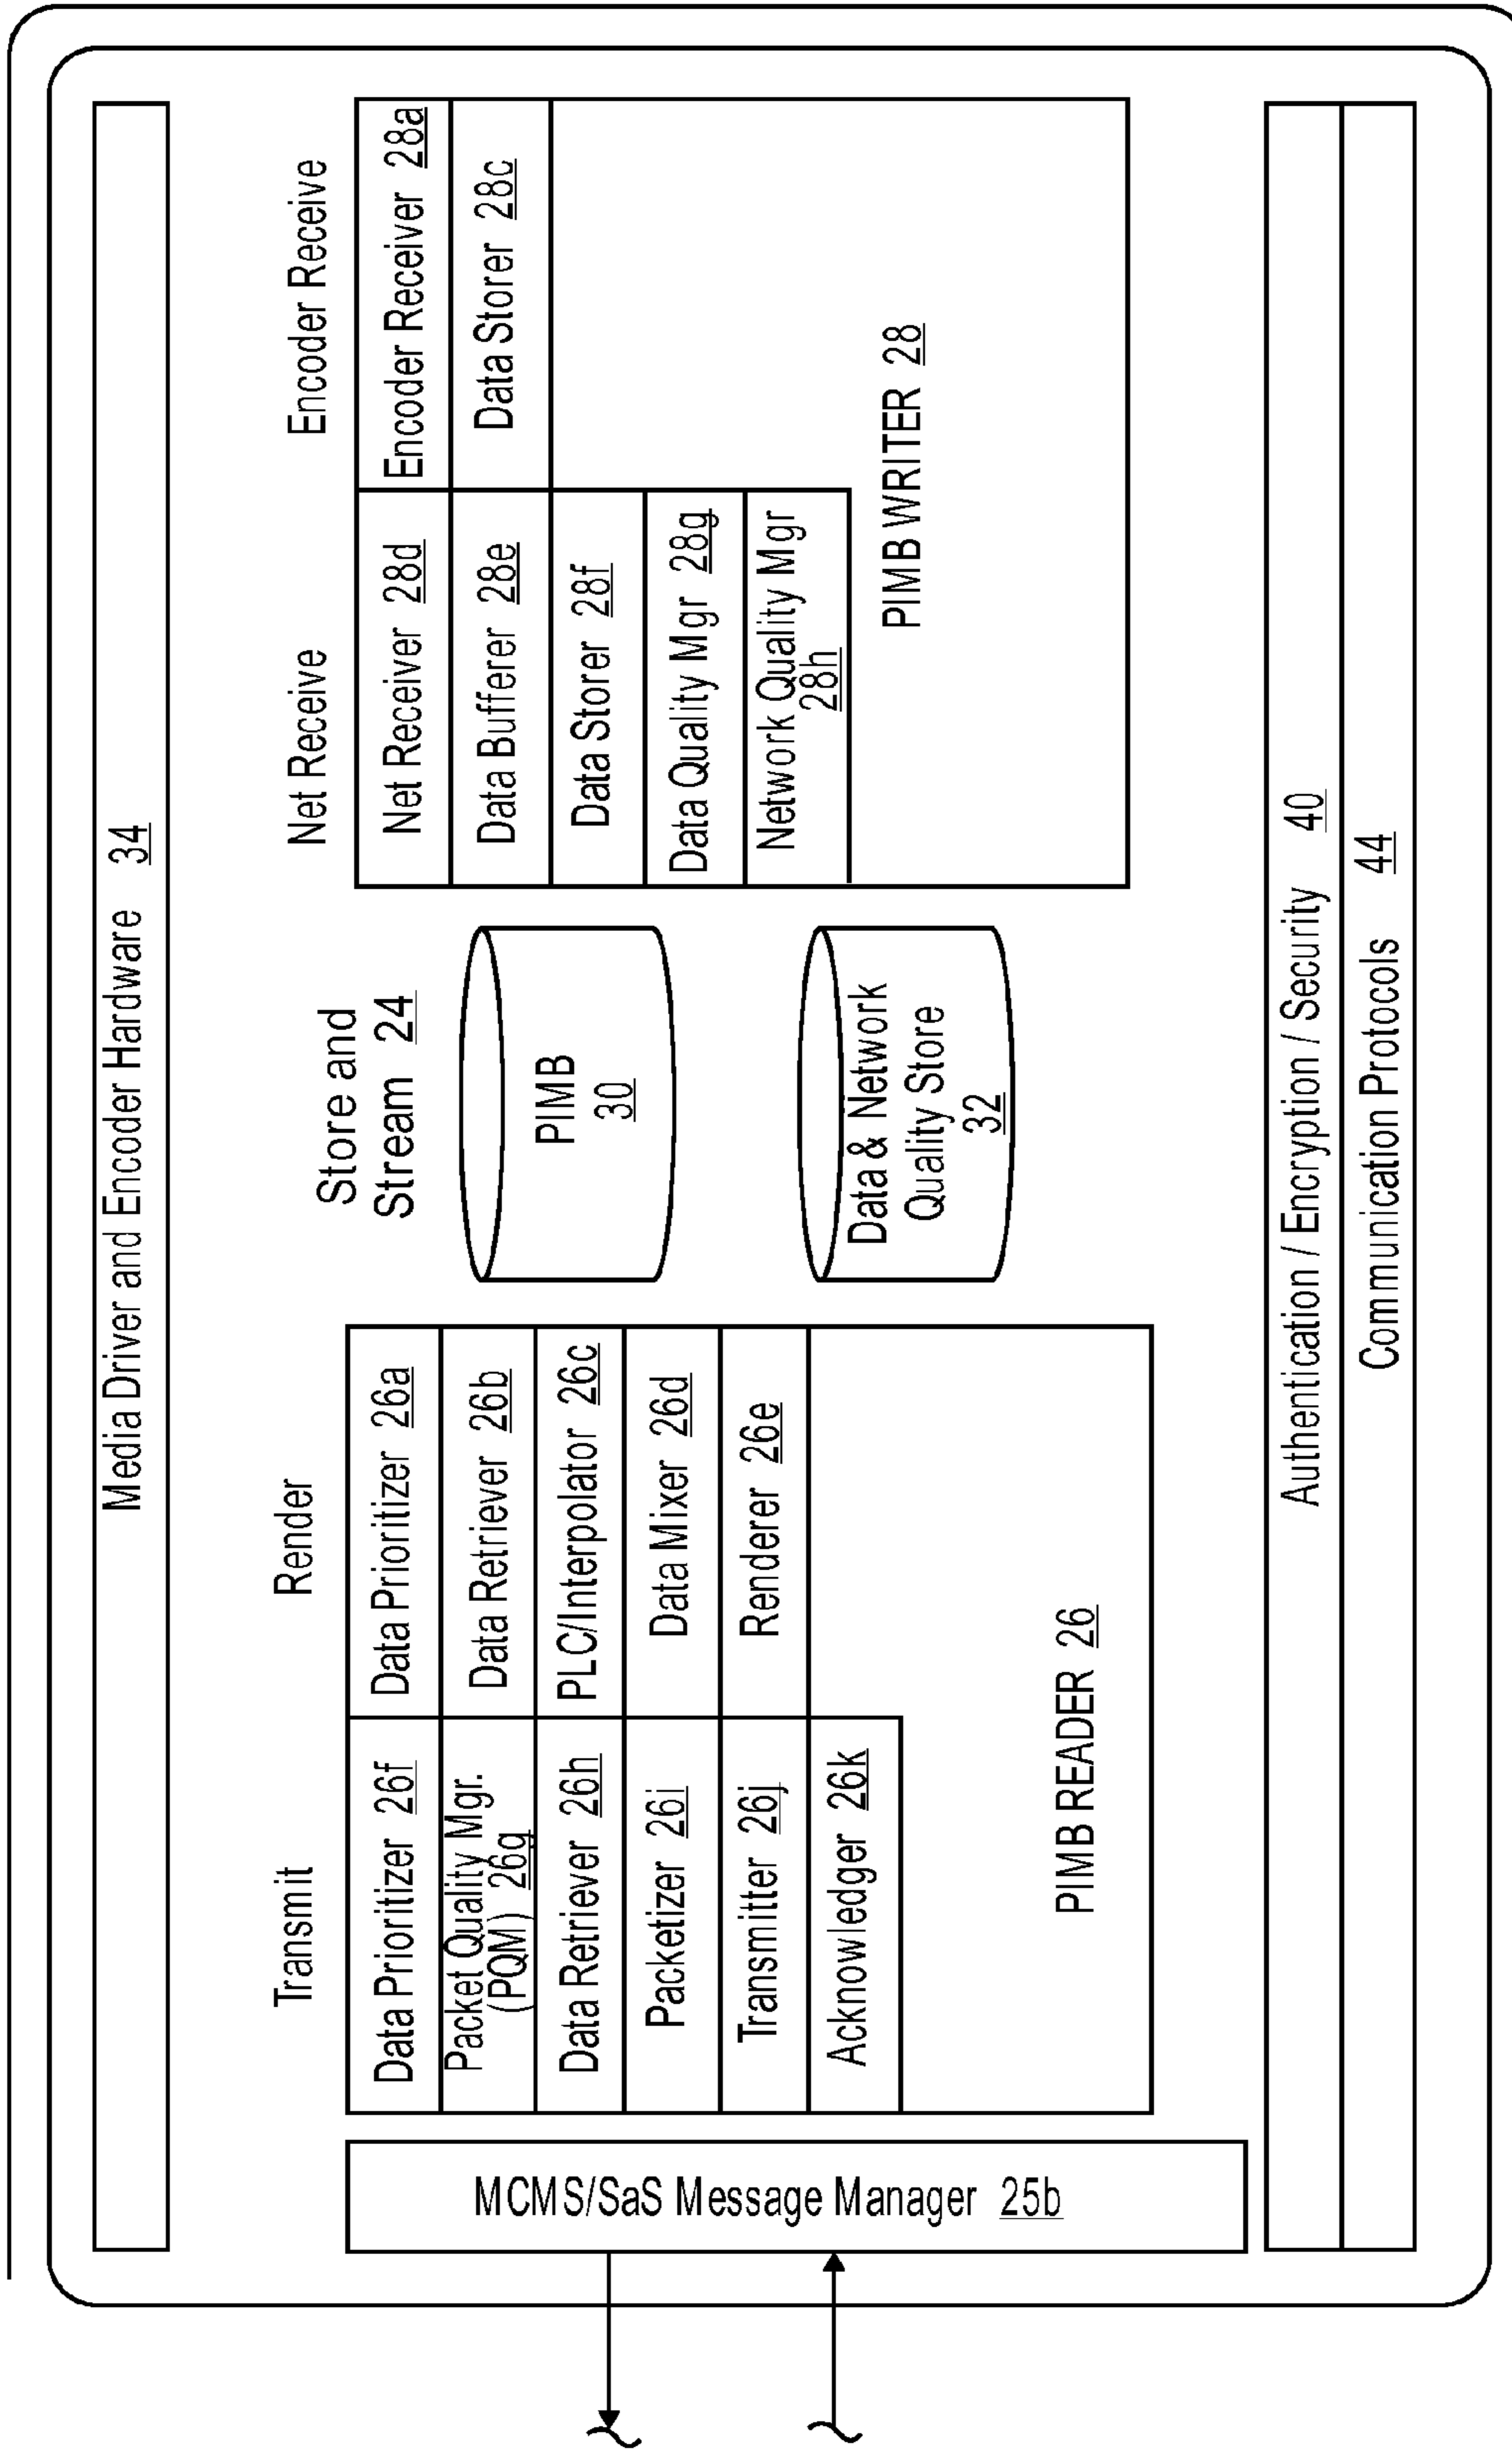 Media Driver and Encoder Hardware 34
Transmit
Render
Store and
Stream 24
Net Receive
Encoder Receive
MCMS/SaS Message Manager 25b
Data Prioritizer 26f
Packet Quality Mgr.
(PQM) 26g
Data Retriever 26h
Packetizer 26i
Transmitter 26j
Acknowledger 26k
Data Prioritizer 26a
Data Retriever 26b
PLC/Interpolator 26c
Data Mixer 26d
Renderer 26e
PIMB READER 26
PIMB
30
Data & Network
Quality Store
32
Net Receiver 28d
Data Bufferer 28e
Data Storer 28f
Data Quality Mgr 28g
Network Quality Mgr
28h
Encoder Receiver 28a
Data Storer 28c
PIMB WRITER 28
Authentication / Encryption / Security 40
Communication Protocols 44